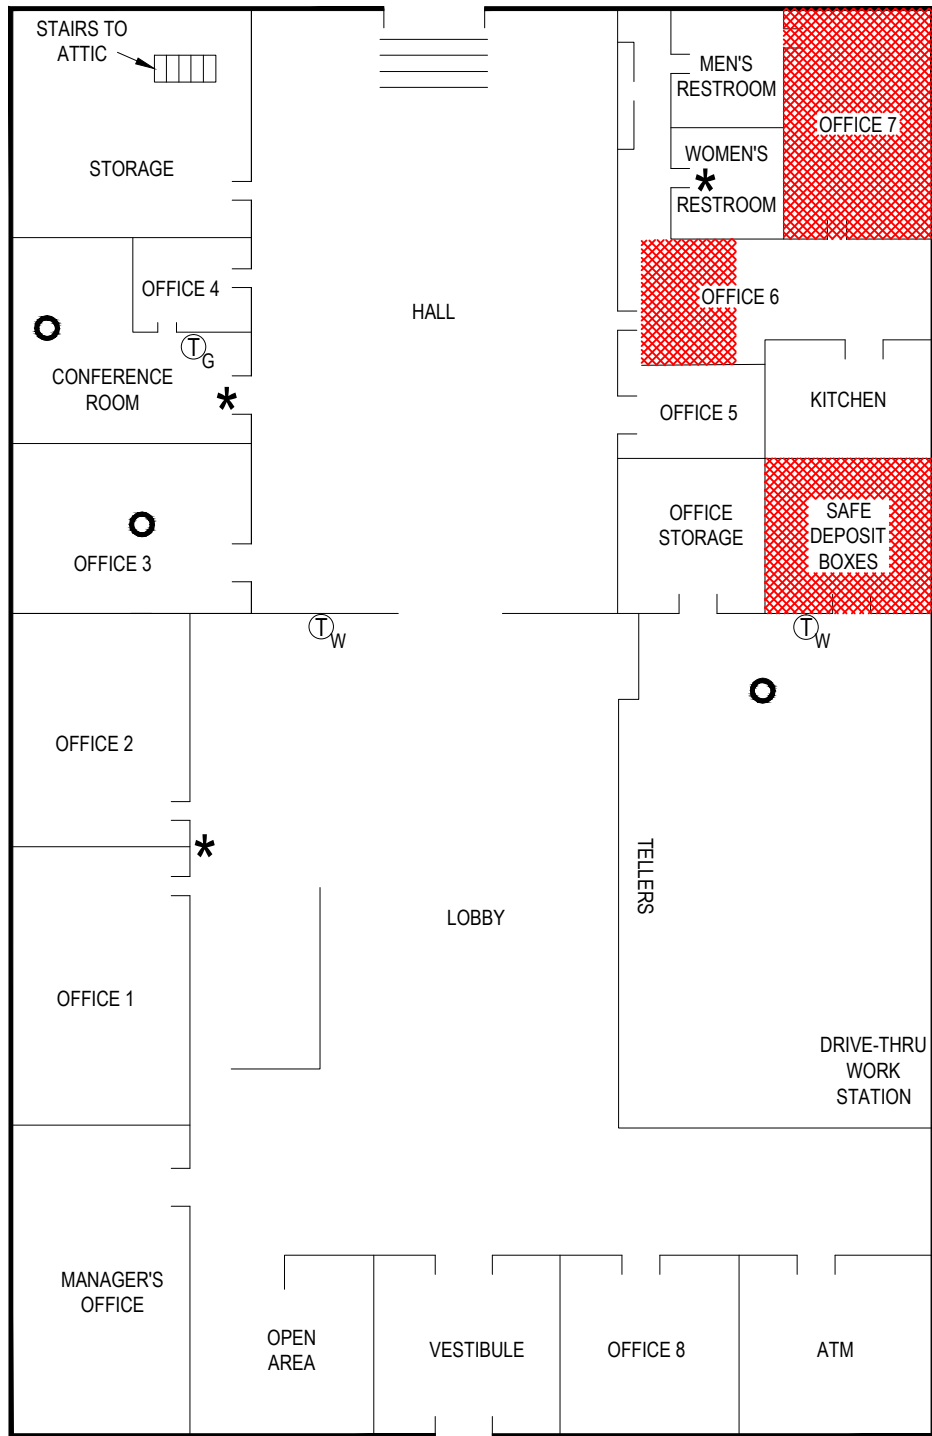 STAIRS TO
ATTIC
STORAGE
MEN'S
RESTROOM
OFFICE 7
WOMEN'S
*
RESTROOM
OFFICE 4
HALL
OFFICE 6
T
G
CONFERENCE
ROOM
*
OFFICE 5
KITCHEN
OFFICE
STORAGE
SAFE
DEPOSIT
BOXES
OFFICE 3
T
W
T
W
OFFICE 2
*
TELLERS
LOBBY
OFFICE 1
DRIVE-THRU
WORK
STATION
MANAGER'S
OFFICE
OPEN
AREA
VESTIBULE
OFFICE 8
ATM